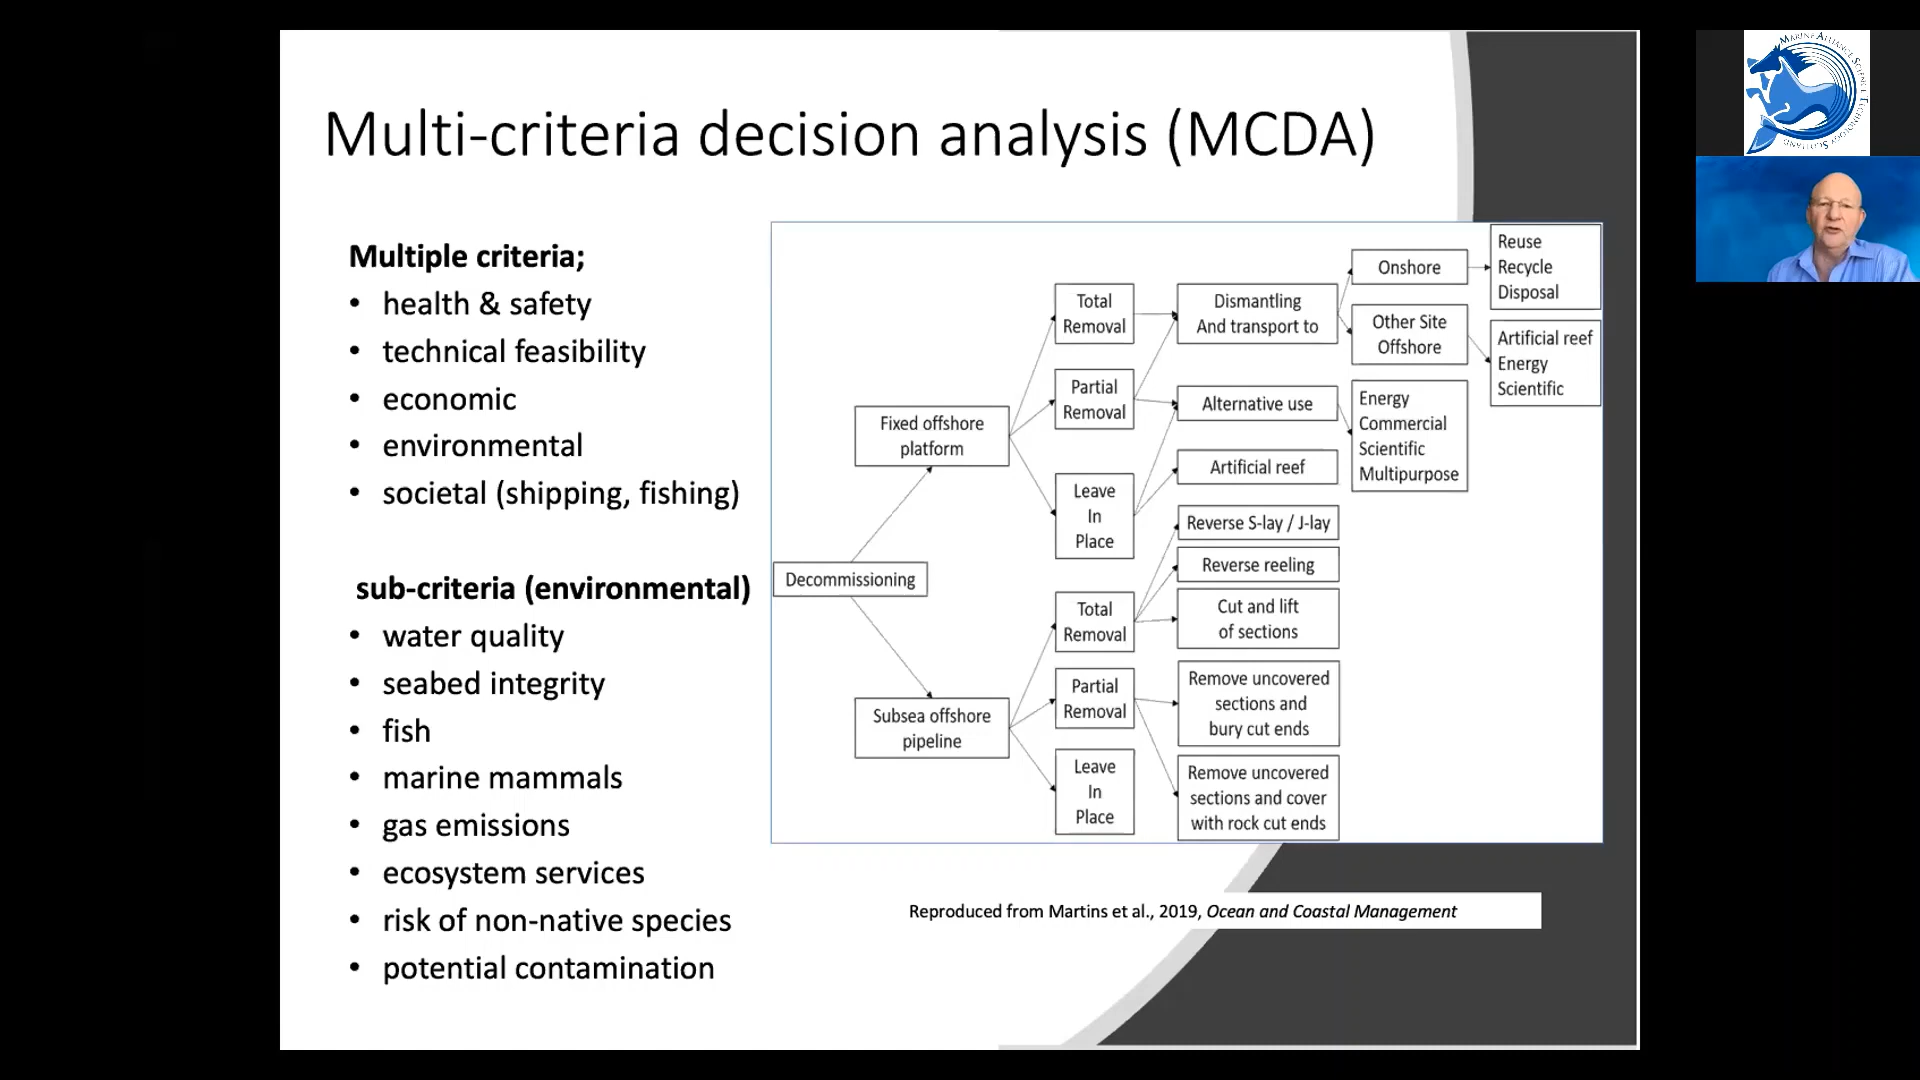 Multi-criteria decision analysis (MCDA)
Multiple criteria;
• health & safety
• technical feasibility
• economic
• environmental
• societal (shipping, fishing)
sub-criteria (environmental)
• water quality
• seabed integrity
• fish
• marine mammals
• gas emissions
• ecosystem services
• risk of non-native species
• potential contamination
Decommissioning
Fixed offshore
platform
Total
Removal
Partial
Removal
Leave
In
Place
Dismantling
And transport to
Alternative use
Artificial reef
Onshore
Other Site
Offshore
Reuse
Recycle
Disposal
Artificial reef
Energy
Scientific
Energy
Commercial
Scientific
Multipurpose
Subsea offshore
pipeline
Total
Removal
Partial
Removal
Leave
In
Place
Reverse S-lay / J-lay
Reverse reeling
Cut and lift
of sections
Remove uncovered
sections and
bury cut ends
Remove uncovered
sections and cover
with rock cut ends
Reproduced from Martins et al., 2019, Ocean and Coastal Management
MARINE ALLIANCE SCIENCE TECHNOLOGY SCOTLAND